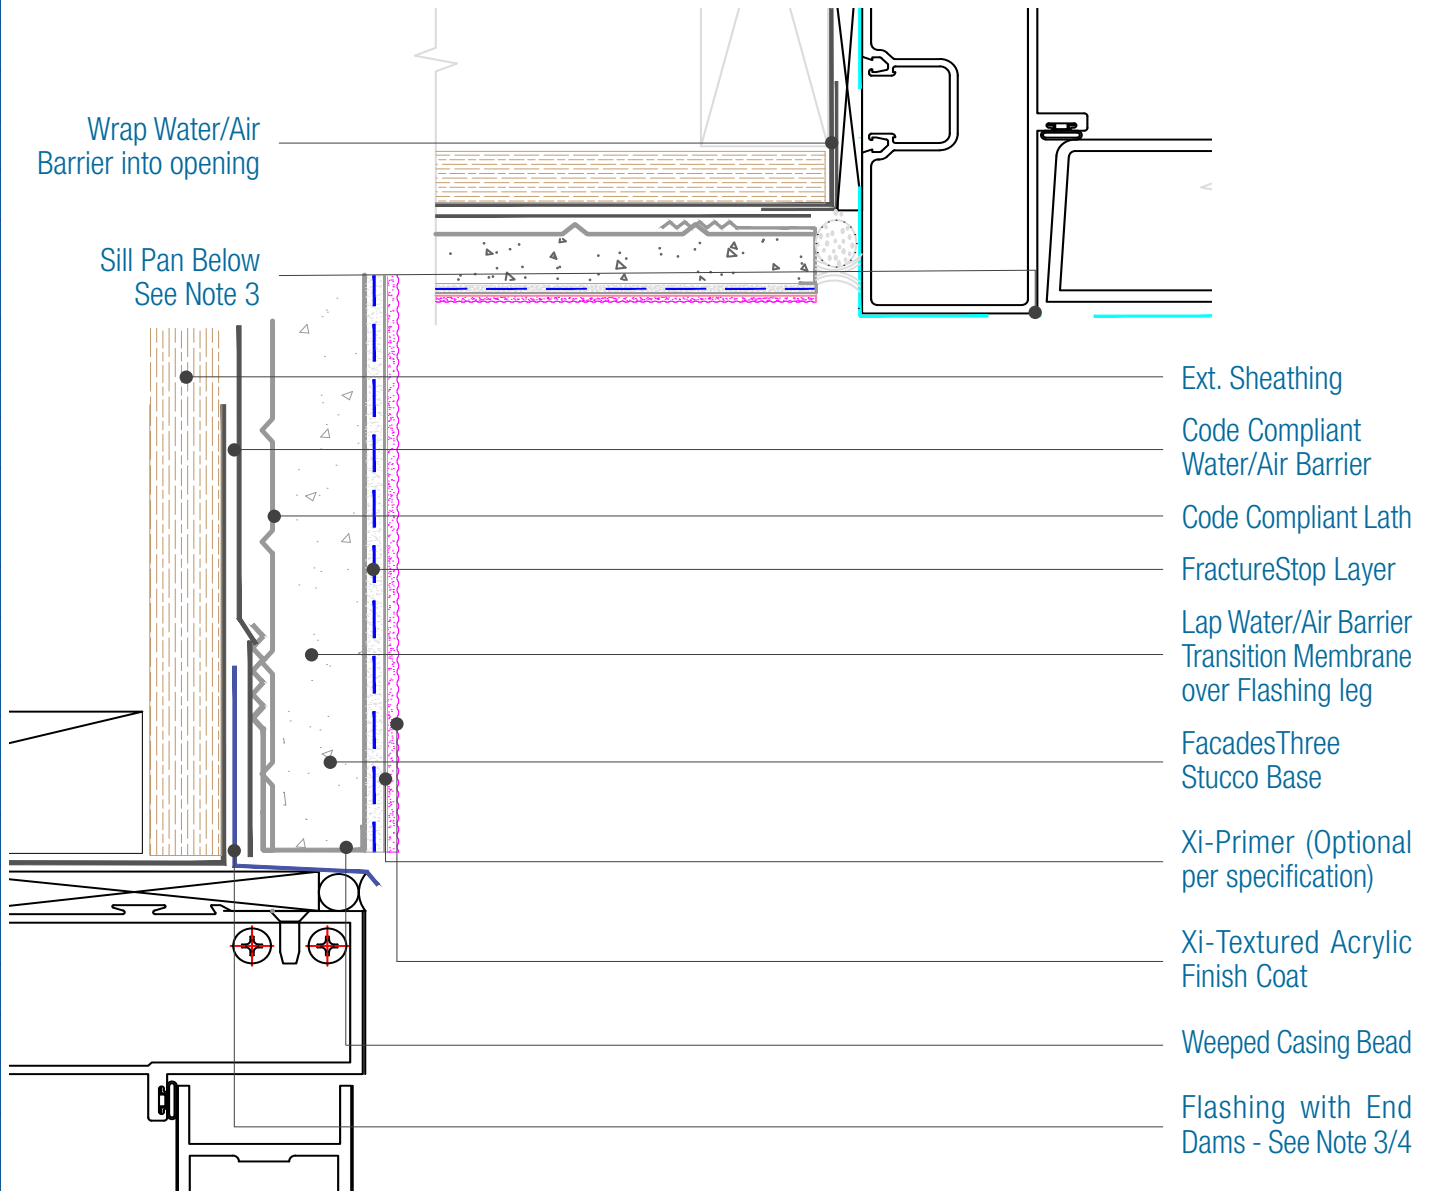 Wrap Water/Air
Barrier into opening
Sill Pan Below
See Note 3
Ext. Sheathing
Code Compliant
Water/Air Barrier
Code Compliant Lath
FractureStop Layer
Lap Water/Air Barrier
Transition Membrane
over Flashing leg
FacadesThree
Stucco Base
Xi-Primer (Optional
per specification)
Xi-Textured Acrylic
Finish Coat
Weeped Casing Bead
Flashing with End
Dams - See Note 3/4